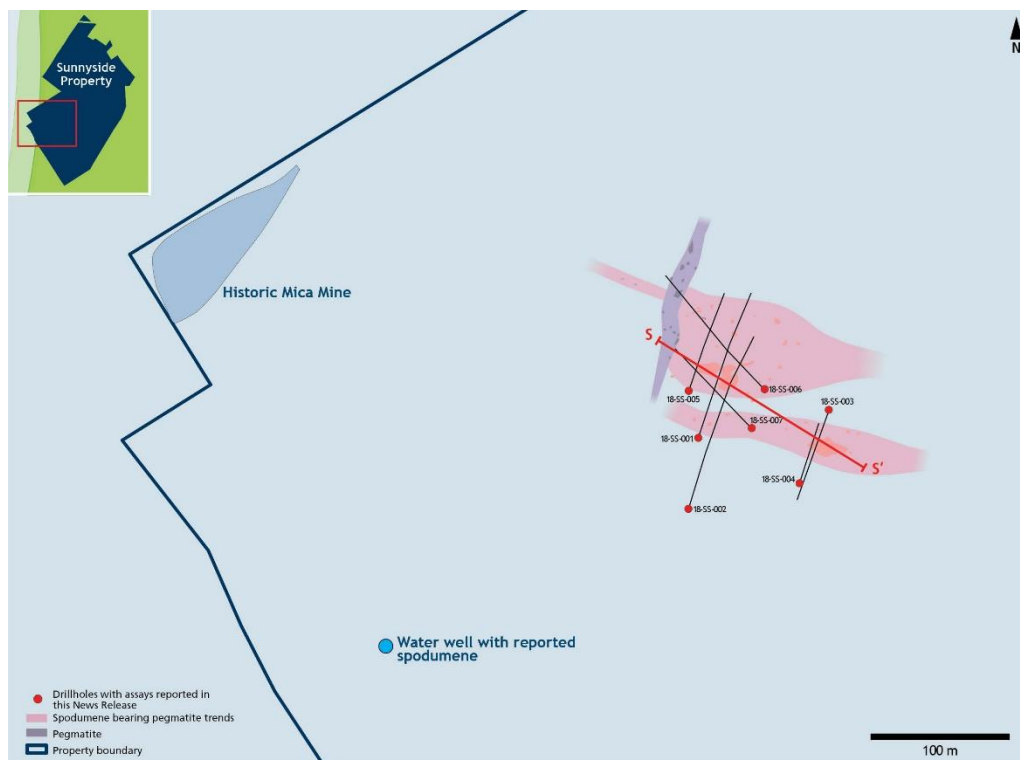 Sunnyside
Property
N
Historic Mica Mine
S
18-SS-005
18-SS-006
18-SS-003
18-SS-001
18-SS-007
S'
18-SS-004
18-SS-002
Water well with reported
spodumene
Drillholes with assays reported in
this News Release
Spodumene bearing pegmatite trends
Pegmatite
Property boundary
100 m